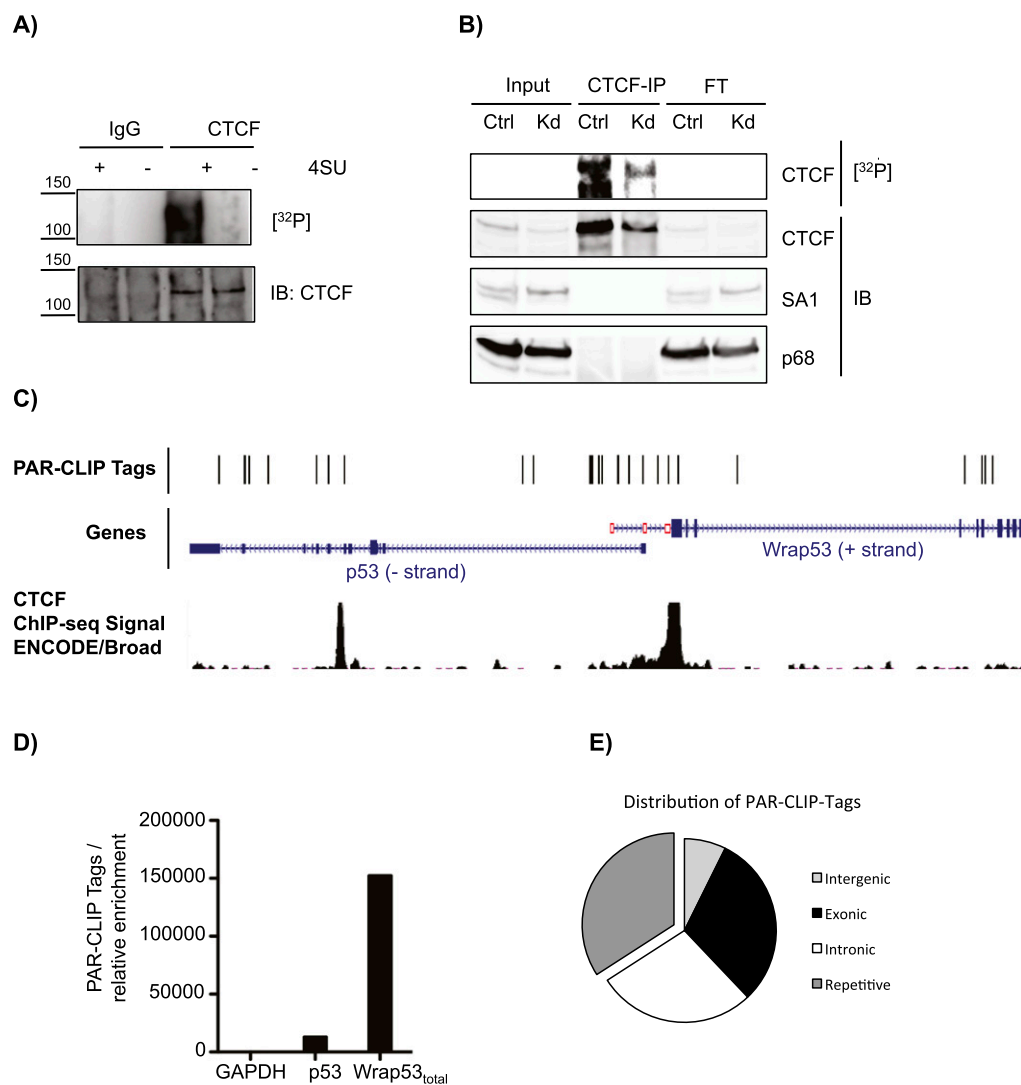 A)
IgG CTCF
+ - + - 4SU
150
100
[32P]
150
100
IB: CTCF
B)
Input CTCF-IP FT
Ctrl Kd Ctrl Kd Ctrl Kd
CTCF [32P]
CTCF
SA1 IB
p68
C)
PAR-CLIP Tags
Genes
Wrap53 (+ strand)
p53 (- strand)
CTCF
ChIP-seq Signal
ENCODE/Broad
D)
PAR-CLIP Tags /
relative enrichment
200000
150000
100000
50000
0
GAPDH p53 Wrap53total
E)
Distribution of PAR-CLIP-Tags
Intergenic
Exonic
Intronic
Repetitive